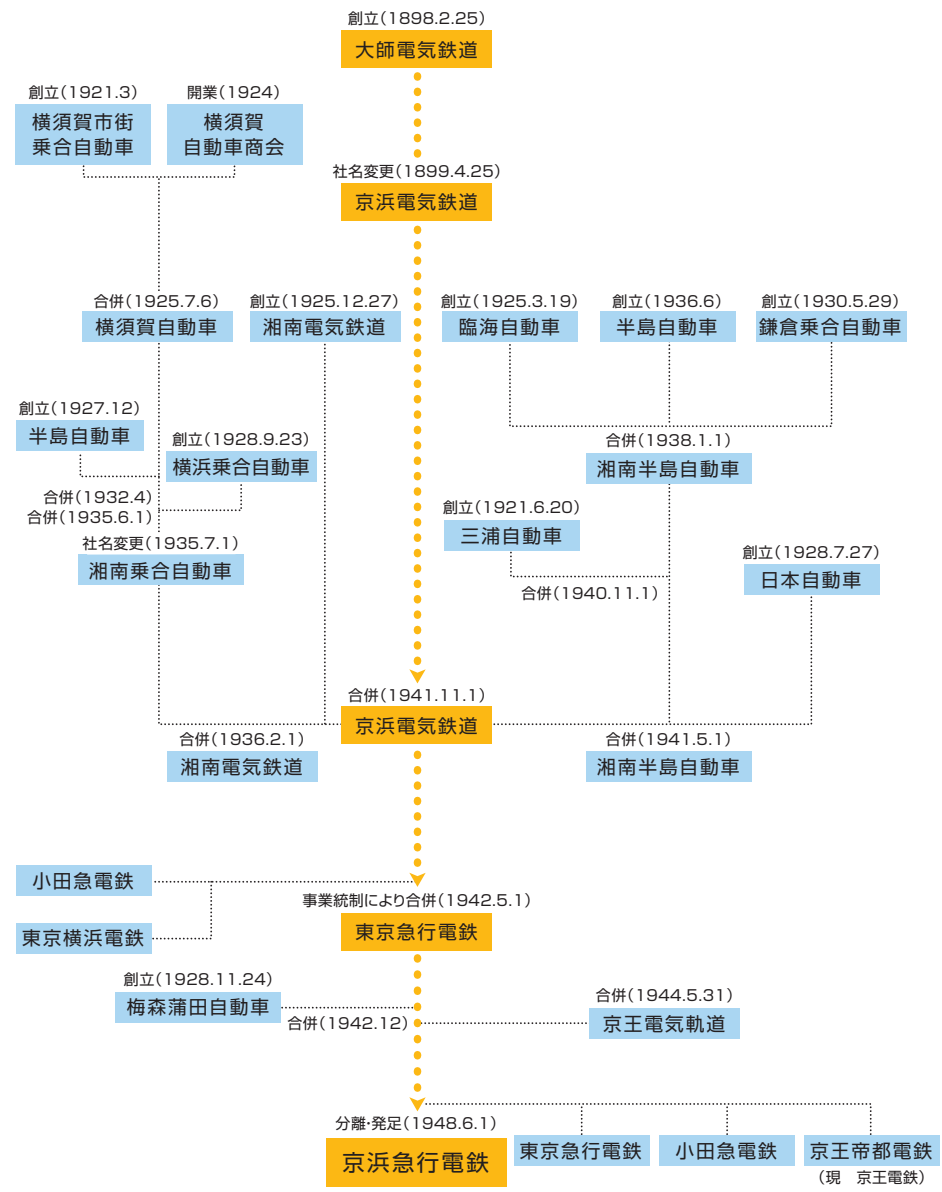 創立(1898.2.25)
大師電気鉄道
創立(1921.3)
横須賀市街
乗合自動車
開業(1924)
横須賀
自動車商会
社名変更(1899.4.25)
京浜電気鉄道
合併(1925.7.6)
横須賀自動車
創立(1925.12.27)
湘南電気鉄道
創立(1925.3.19)
臨海自動車
創立(1936.6)
半島自動車
創立(1930.5.29)
鎌倉乗合自動車
創立(1927.12)
半島自動車
創立(1928.9.23)
横浜乗合自動車
合併(1938.1.1)
湘南半島自動車
合併(1932.4)
合併(1935.6.1)
社名変更(1935.7.1)
湘南乗合自動車
創立(1921.6.20)
三浦自動車
合併(1940.11.1)
創立(1928.7.27)
日本自動車
合併(1941.11.1)
京浜電気鉄道
合併(1936.2.1)
湘南電気鉄道
合併(1941.5.1)
湘南半島自動車
小田急電鉄
東京横浜電鉄
事業統制により合併(1942.5.1)
東京急行電鉄
創立(1928.11.24)
梅森蒲田自動車
合併(1942.12)
合併(1944.5.31)
京王電気軌道
分離・発足(1948.6.1)
京浜急行電鉄
東京急行電鉄
小田急電鉄
京王帝都電鉄
(現　京王電鉄)